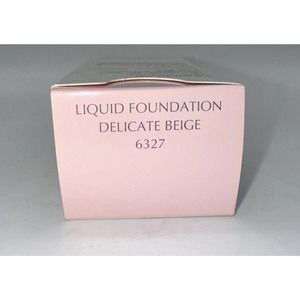 LIQUID FOUNDATION
DELICATE BEIGE
6327